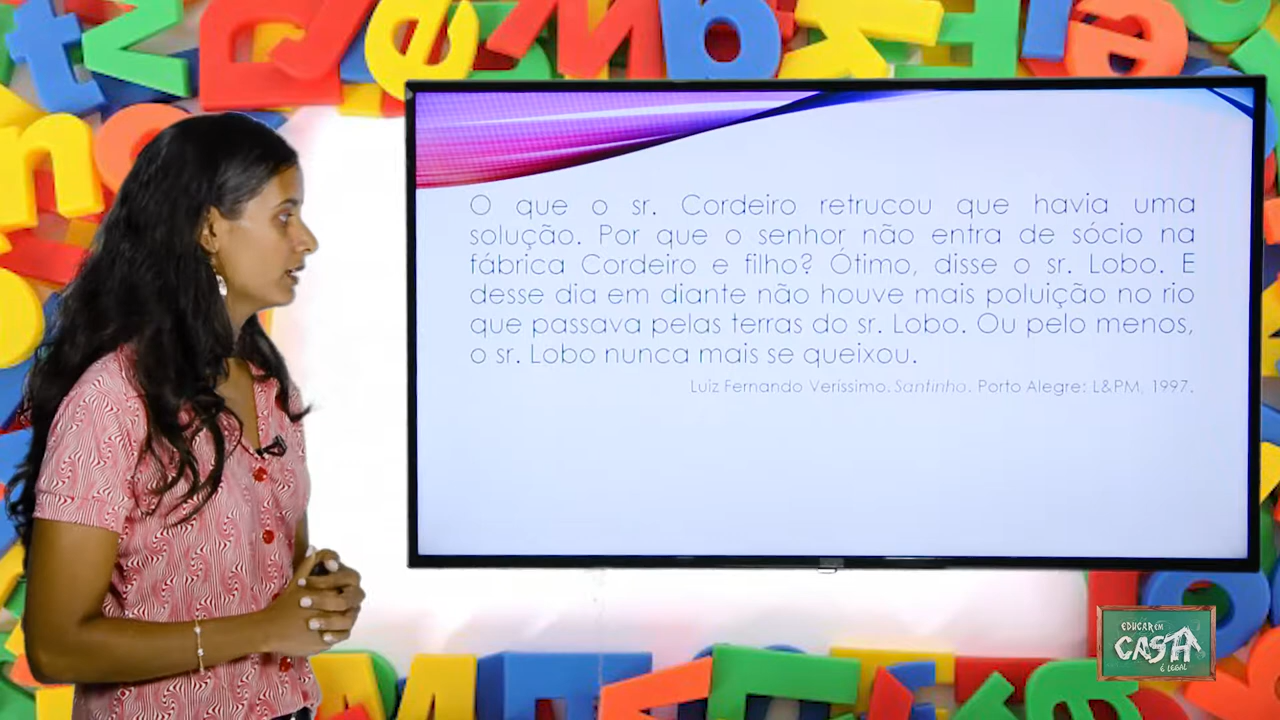 O que o sr. Cordeiro retrucou que havia uma
solução. Por que o senhor não entra de sócio na
fábrica Cordeiro e filho? Ótimo, disse o sr. Lobo. E
desse dia em diante não houve mais poluição no rio
que passava pelas terras do sr. Lobo. Ou pelo menos,
o sr. Lobo nunca mais se queixou.
Luiz Fernando Veríssimo. Santinho. Porto Alegre: L&PM, 1997.
EDUCAR EM
CASA
É LEGAL